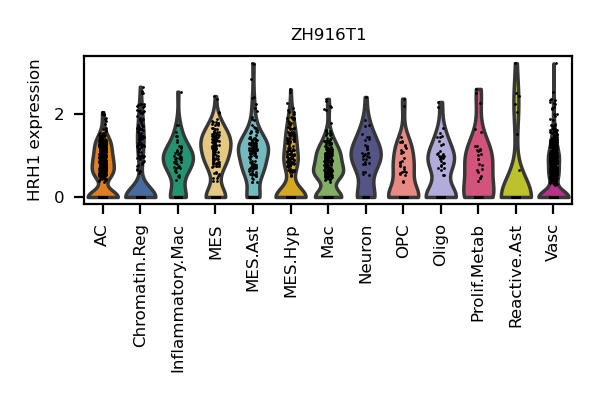 ZH916T1
HRH1 expression
2
0
AC
Chromatin.Reg
Inflammatory.Mac
MES
MES.Ast
MES.Hyp
Mac
Neuron
OPC
Oligo
Prolif.Metab
Reactive.Ast
Vasc